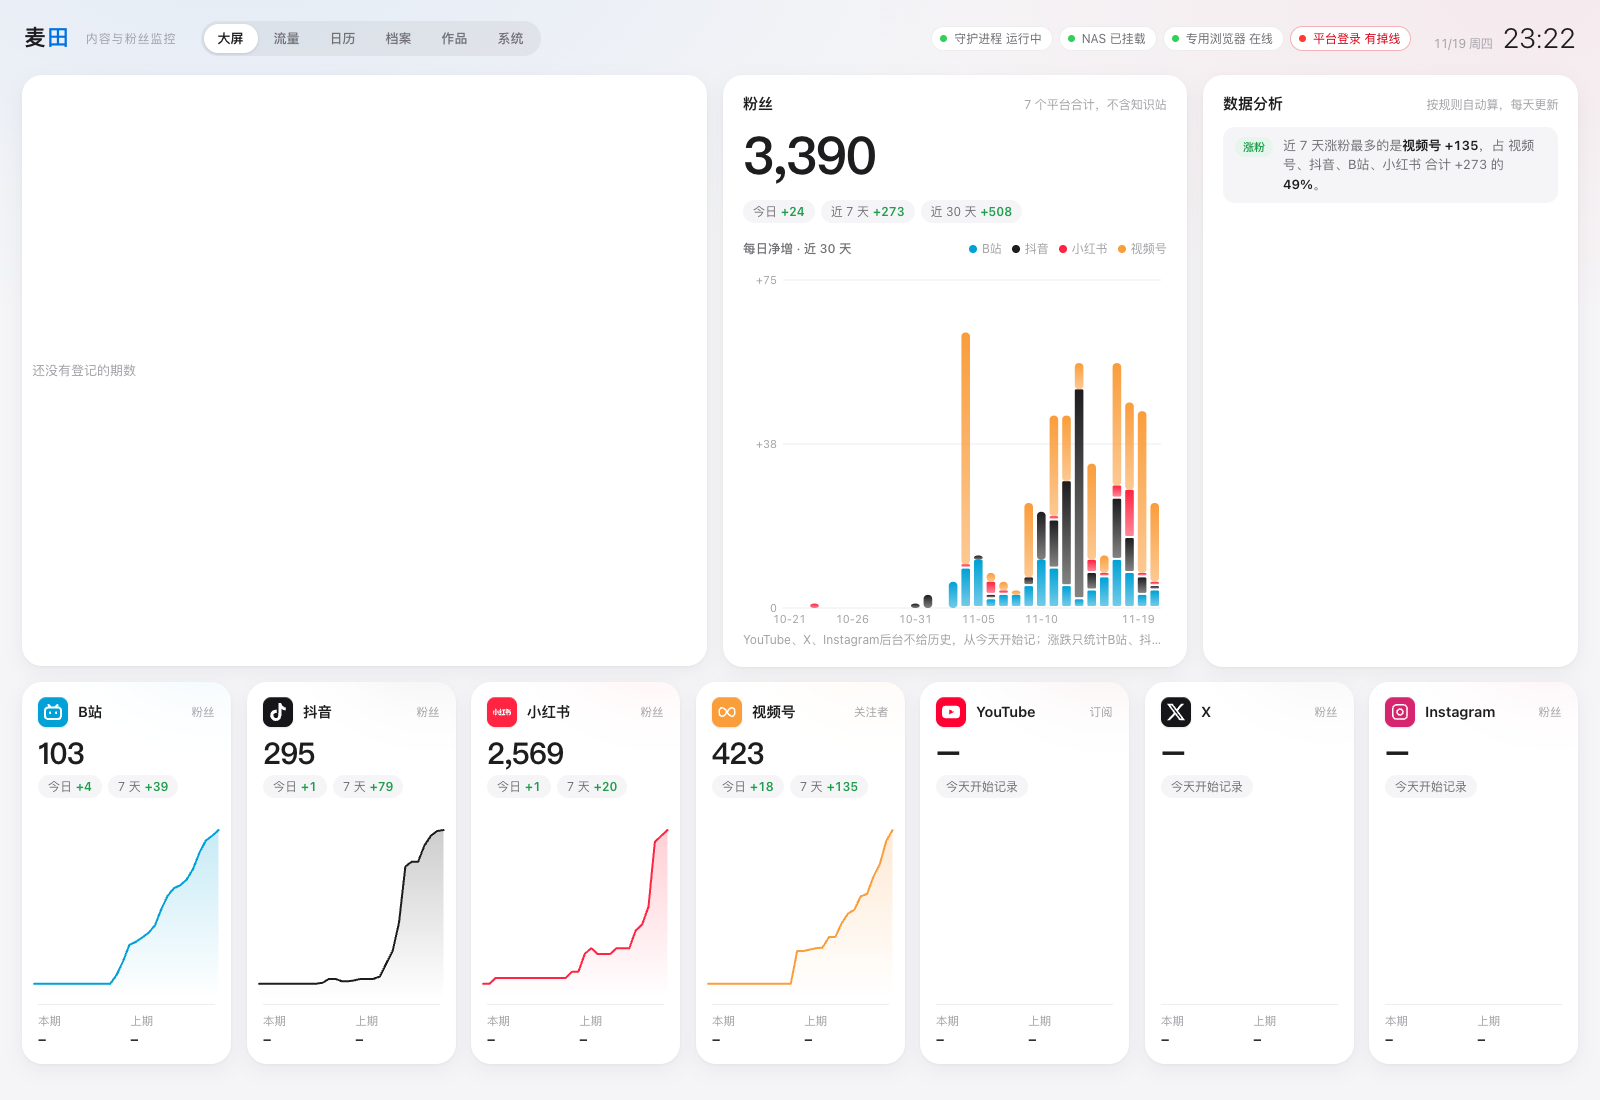 麦田 内容与粉丝监控 大屏 流量 日历 档案 作品 系统 守护进程 运行中 NAS 已挂载 专用浏览器 在线 平台登录 有掉线 11/19 周四 23:22
还没有登记的期数
粉丝 7 个平台合计，不含知识站
3,390
今日 +24 近 7 天 +273 近 30 天 +508
每日净增 · 近 30 天 B站 抖音 小红书 视频号
+75
+38
0
10-21 10-26 10-31 11-05 11-10 11-19
YouTube、X、Instagram后台不给历史，从今天开始记；涨跌只统计B站、抖...
数据分析 按规则自动算，每天更新
涨粉 近 7 天涨粉最多的是视频号 +135，占 视频
号、抖音、B站、小红书 合计 +273 的
49%。
B站 粉丝
103
今日 +4 7 天 +39
本期 上期
– –
抖音 粉丝
295
今日 +1 7 天 +79
本期 上期
– –
小红书 小红书 粉丝
2,569
今日 +1 7 天 +20
本期 上期
– –
视频号 关注者
423
今日 +18 7 天 +135
本期 上期
– –
YouTube 订阅
–
今天开始记录
本期 上期
– –
X 粉丝
–
今天开始记录
本期 上期
– –
Instagram 粉丝
–
今天开始记录
本期 上期
– –